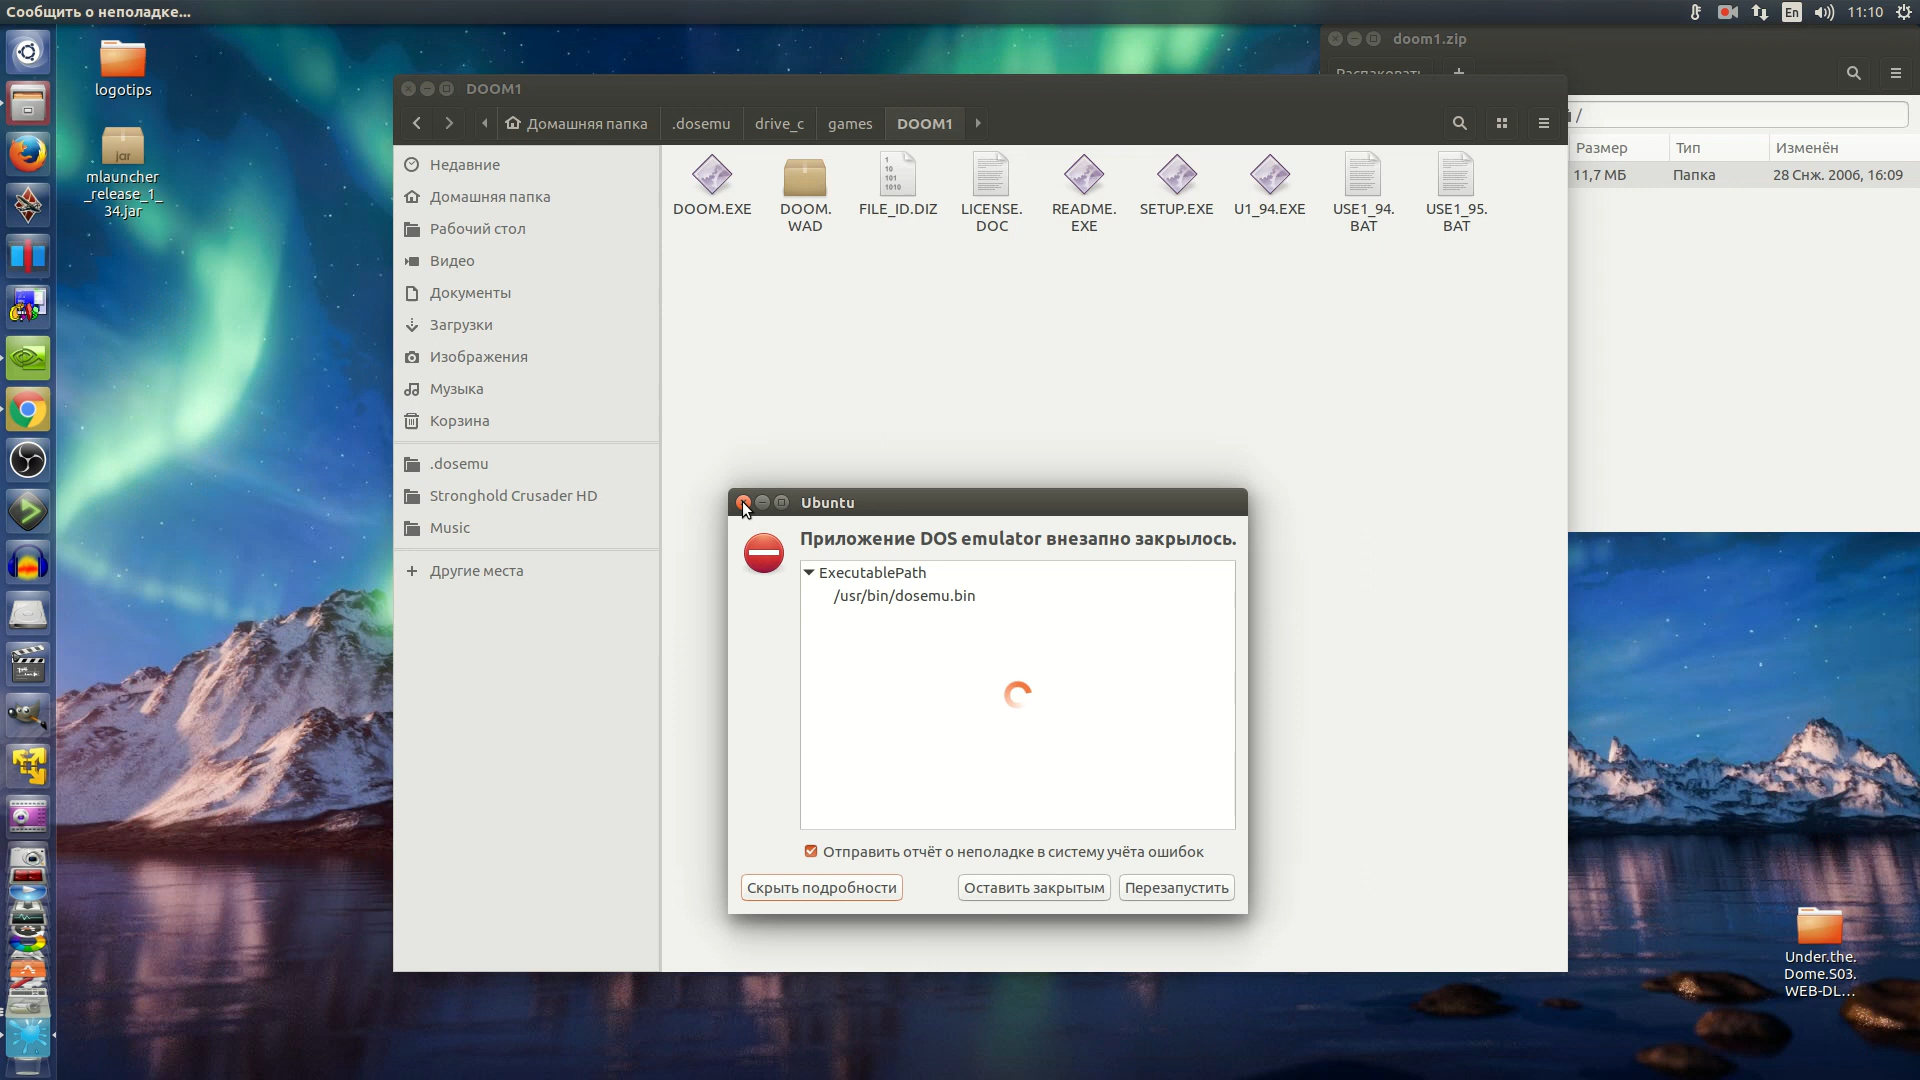 Сообщить о неполадке...
En
11:10
logotips
jar
mlauncher
_release_1_
34.jar
doom1.zip
Распаковать
DOOM1
Домашняя папка
.dosemu
drive_c
games
DOOM1
/
Размер
Тип
Изменён
11,7 МБ
Папка
28 Снж. 2006, 16:09
Недавние
Домашняя папка
Рабочий стол
Видео
Документы
Загрузки
Изображения
Музыка
Корзина
.dosemu
Stronghold Crusader HD
Music
Другие места
DOOM.EXE
DOOM.
WAD
1
10
101
1010
FILE_ID.DIZ
LICENSE.
DOC
README.
EXE
SETUP.EXE
U1_94.EXE
USE1_94.
BAT
USE1_95.
BAT
Ubuntu
Приложение DOS emulator внезапно закрылось.
ExecutablePath
/usr/bin/dosemu.bin
Отправить отчёт о неполадке в систему учёта ошибок
Скрыть подробности
Оставить закрытым
Перезапустить
Under.the.
Dome.S03.
WEB-DL...